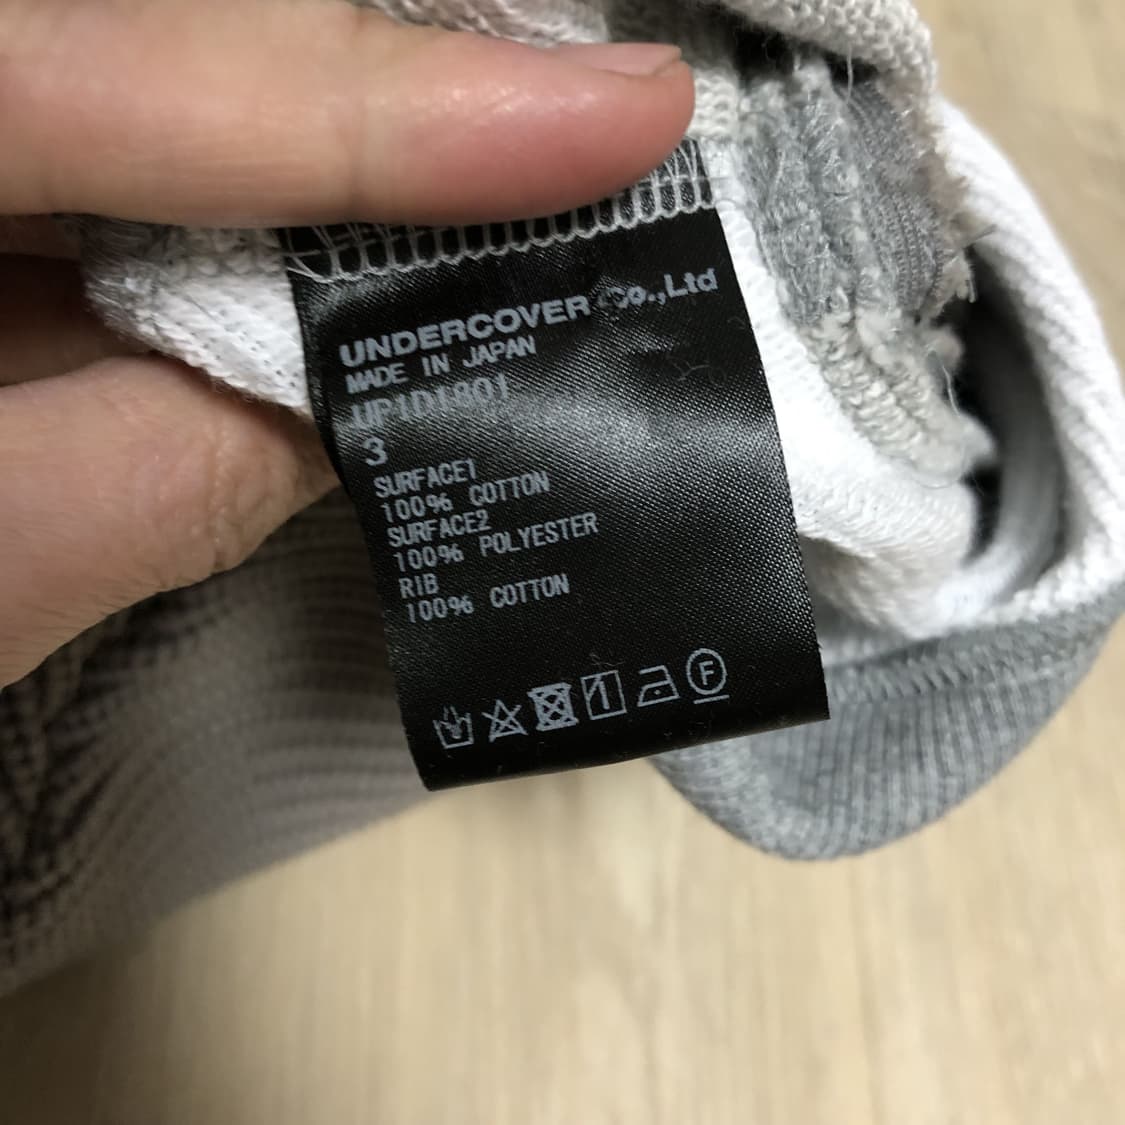 UNDERCOVER Co.,Ltd
MADE IN JAPAN
UP1D1801
3
SURFACE1
100% COTTON
SURFACE2
100% POLYESTER
RIB
100% COTTON
F